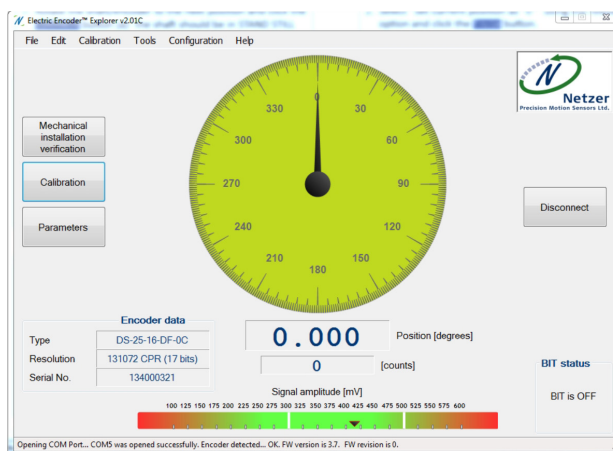 Electric Encoder™ Explorer v2.01C
File Edit Calibration Tools Configuration Help
Netzer
Precision Motion Sensors Ltd.
Mechanical
installation
verification
Calibration
Parameters
0
30
60
90
120
150
180
210
240
270
300
330
Disconnect
Encoder data
Type DS-25-16-DF-0C
Resolution 131072 CPR (17 bits)
Serial No. 134000321
0.000 Position [degrees]
0 [counts]
BIT status
BIT is OFF
Signal amplitude [mV]
100 125 150 175 200 225 250 275 300 325 350 375 400 425 450 475 500 525 550 575 600
Opening COM Port... COM5 was opened successfully. Encoder detected... OK. FW version is 3.7. FW revision is 0.